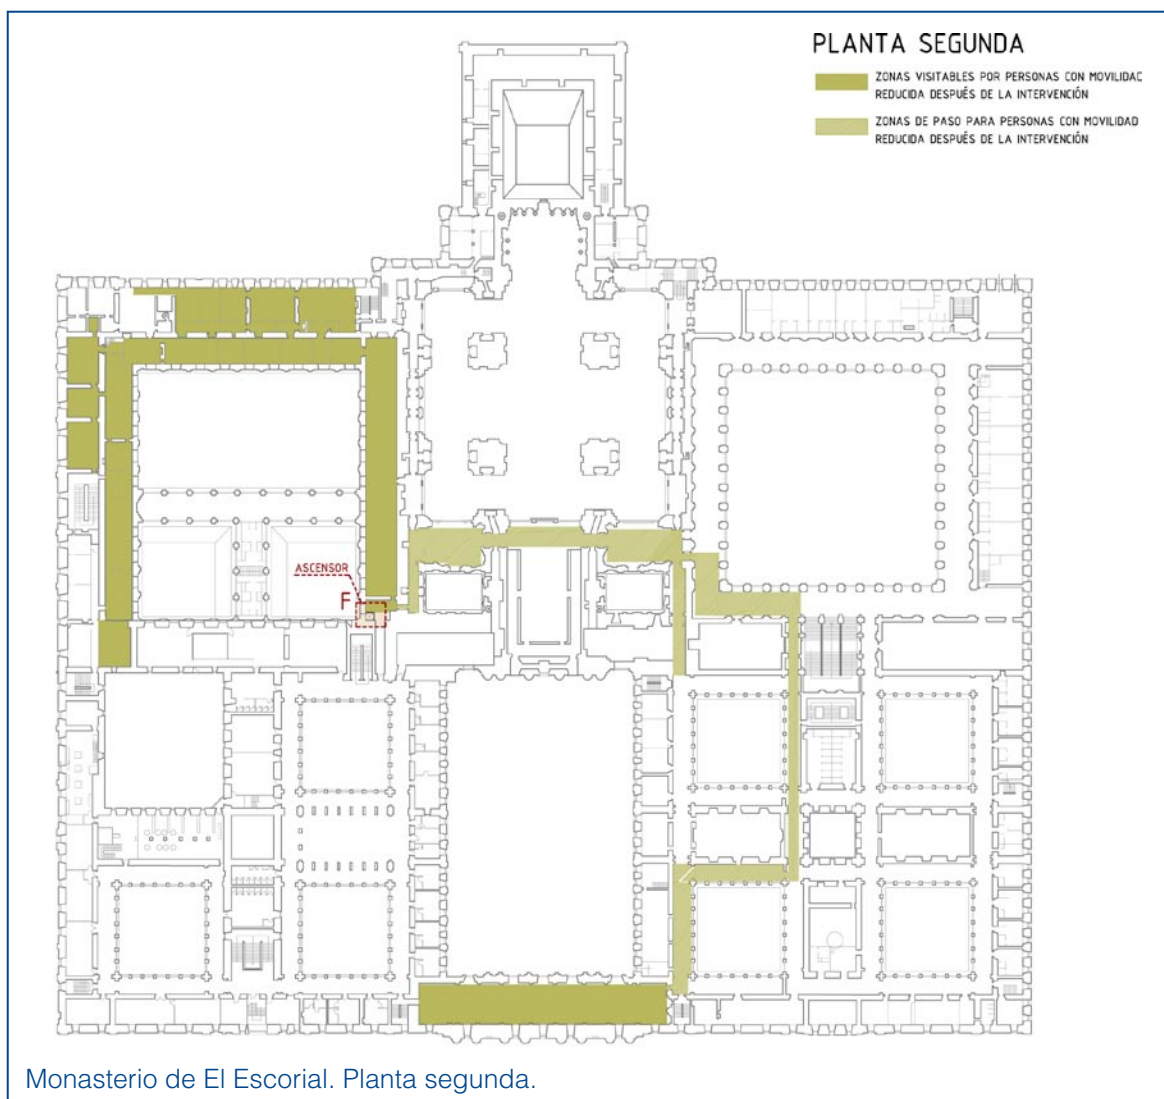 PLANTA SEGUNDA
ZONAS VISITABLES POR PERSONAS CON MOVILIDAC
REDUCIDA DESPUÉS DE LA INTERVENCIÓN
ZONAS DE PASO PARA PERSONAS CON MOVILIDAD
REDUCIDA DESPUÉS DE LA INTERVENCIÓN
ASCENSOR
F
Monasterio de El Escorial. Planta segunda.